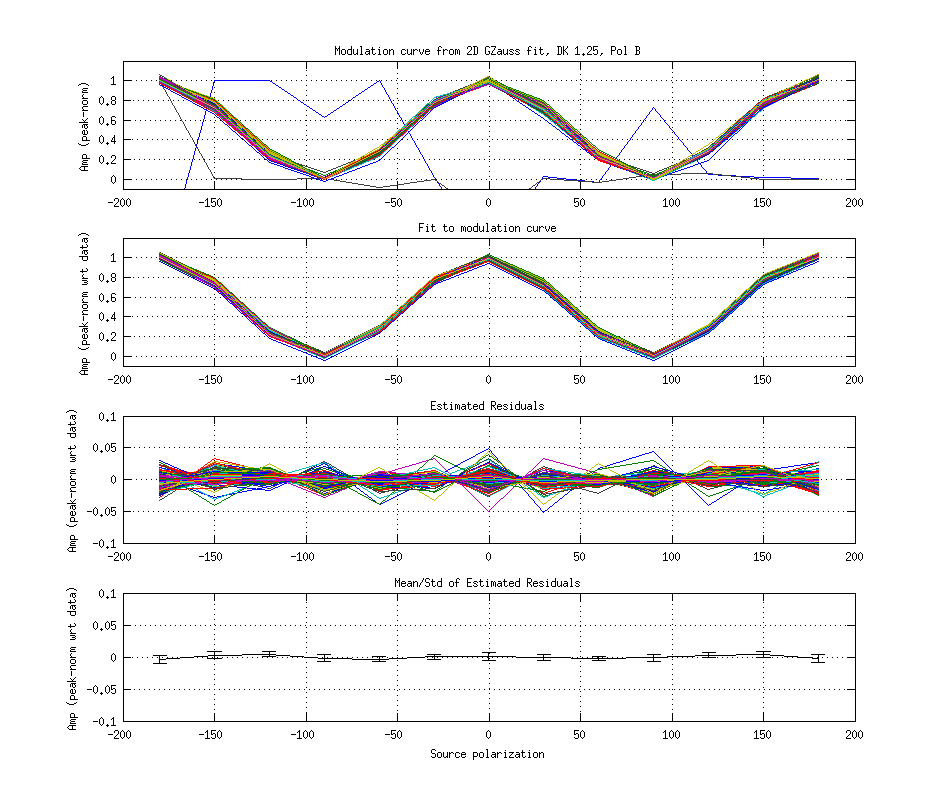 Modulation curve from 2D GZauss fit, DK 1.25, Pol B
Amp (peak-norm)
1
0.8
0.6
0.4
0.2
0
-200 -150 -100 -50 0 50 100 150 200
Fit to modulation curve
Amp (peak-norm wrt data)
1
0.8
0.6
0.4
0.2
0
-200 -150 -100 -50 0 50 100 150 200
Estimated Residuals
Amp (peak-norm wrt data)
0.1
0.05
0
-0.05
-0.1
-200 -150 -100 -50 0 50 100 150 200
Mean/Std of Estimated Residuals
Amp (peak-norm wrt data)
0.1
0.05
0
-0.05
-0.1
-200 -150 -100 -50 0 50 100 150 200
Source polarization